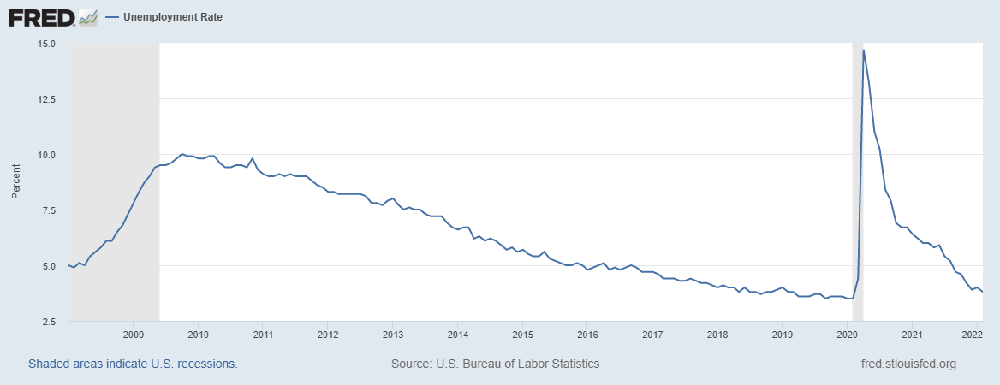 FRED Unemployment Rate
15.0
12.5
10.0
7.5
5.0
2.5
Percent
2009 2010 2011 2012 2013 2014 2015 2016 2017 2018 2019 2020 2021 2022
Shaded areas indicate U.S. recessions. Source: U.S. Bureau of Labor Statistics fred.stlouisfed.org